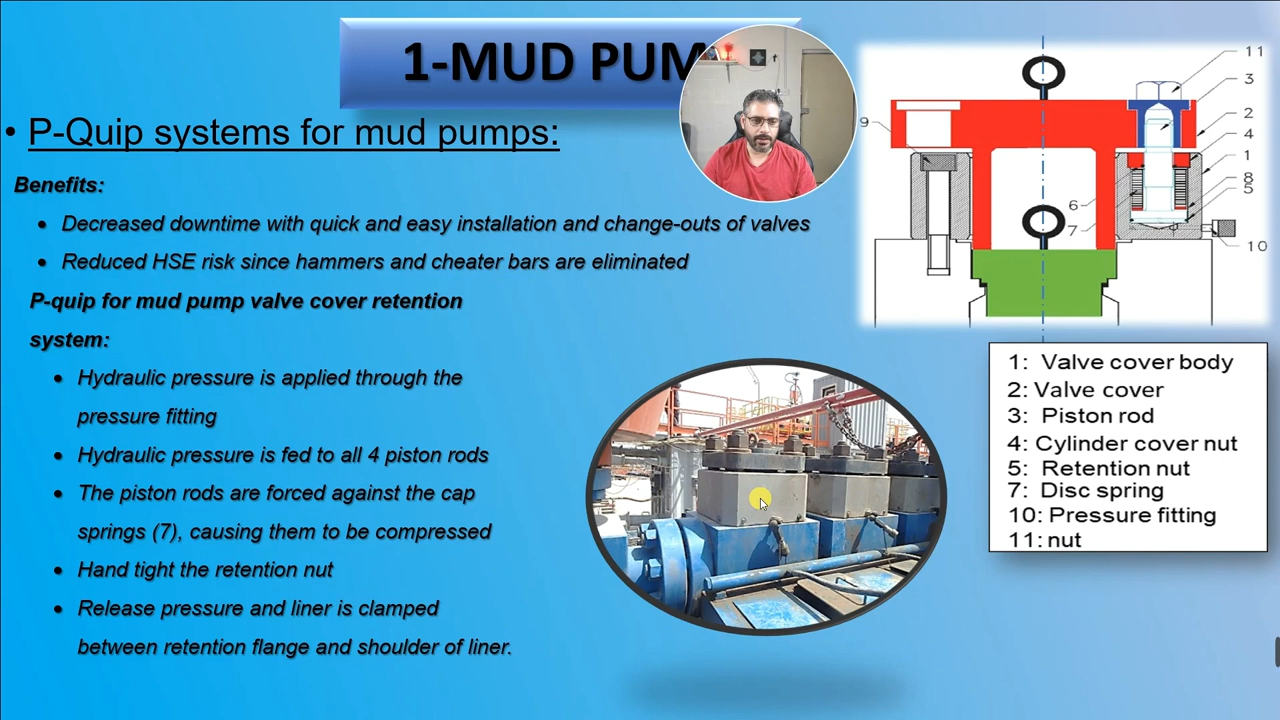 1-MUD PUM
• P-Quip systems for mud pumps:
Benefits:
• Decreased downtime with quick and easy installation and change-outs of valves
• Reduced HSE risk since hammers and cheater bars are eliminated
P-quip for mud pump valve cover retention
system:
• Hydraulic pressure is applied through the
pressure fitting
• Hydraulic pressure is fed to all 4 piston rods
• The piston rods are forced against the cap
springs (7), causing them to be compressed
• Hand tight the retention nut
• Release pressure and liner is clamped
between retention flange and shoulder of liner.
11
3
9
2
4
1
8
5
6
7
10
1: Valve cover body
2: Valve cover
3: Piston rod
4: Cylinder cover nut
5: Retention nut
7: Disc spring
10: Pressure fitting
11: nut